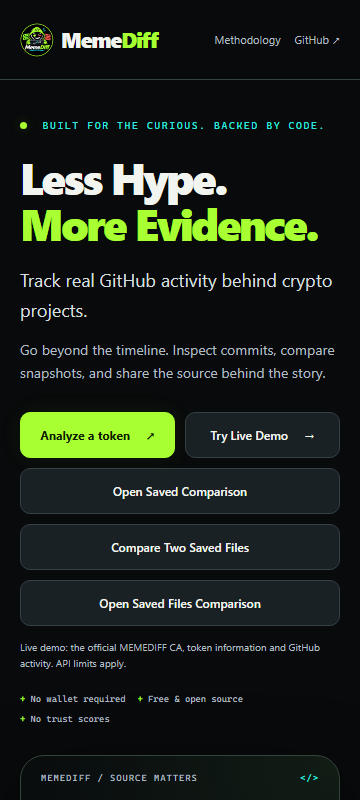 MemeDiff
Methodology GitHub ↗
BUILT FOR THE CURIOUS. BACKED BY CODE.
Less Hype.
More Evidence.
Track real GitHub activity behind crypto
projects.
Go beyond the timeline. Inspect commits, compare
snapshots, and share the source behind the story.
Analyze a token ↗
Try Live Demo →
Open Saved Comparison
Compare Two Saved Files
Open Saved Files Comparison
Live demo: the official MEMEDIFF CA, token information and GitHub
activity. API limits apply.
+ No wallet required + Free & open source
+ No trust scores
MEMEDIFF / SOURCE MATTERS </>